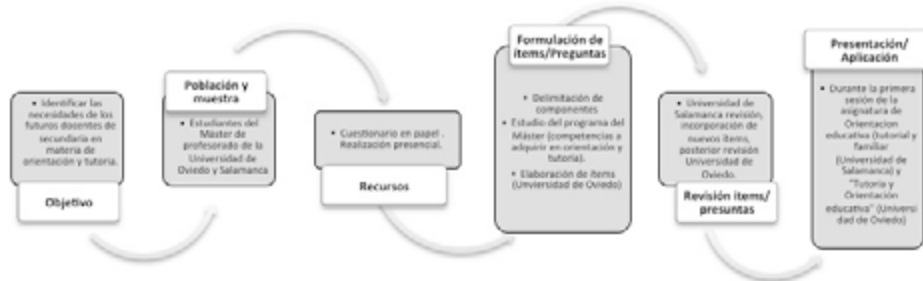 • Identificar las
necesidades de los
futuros docentes de
secundaria en
materia de
orientación y tutoría.
Objetivo
Población y
muestra
• Estudiantes del
Máster de
profesorado de la
Universidad de
Oviedo y Salamanca
• Cuestionario en papel .
Realización presencial.
Recursos
Formulación de
ítems/Preguntas
• Delimitación de
componentes
• Estudio del programa del
Máster (competencias a
adquirir en orientación y
tutoría).
• Elaboración de ítems
(Unviersidad de Oviedo)
• Universidad de
Salamanca revisión,
incorporación de
nuevos ítems,
posterior revisión
Universidad de
Oviedo.
Revisión items/
presuntas
Presentación/
Aplicación
• Durante la primera
sesión de la
asignatura de
Orientacion
educativa (tutorial y
familiar
(Universidad de
Salamanca) y
"Tutoría y
Orientación
educativa" (Universi
dad de Oviedo)